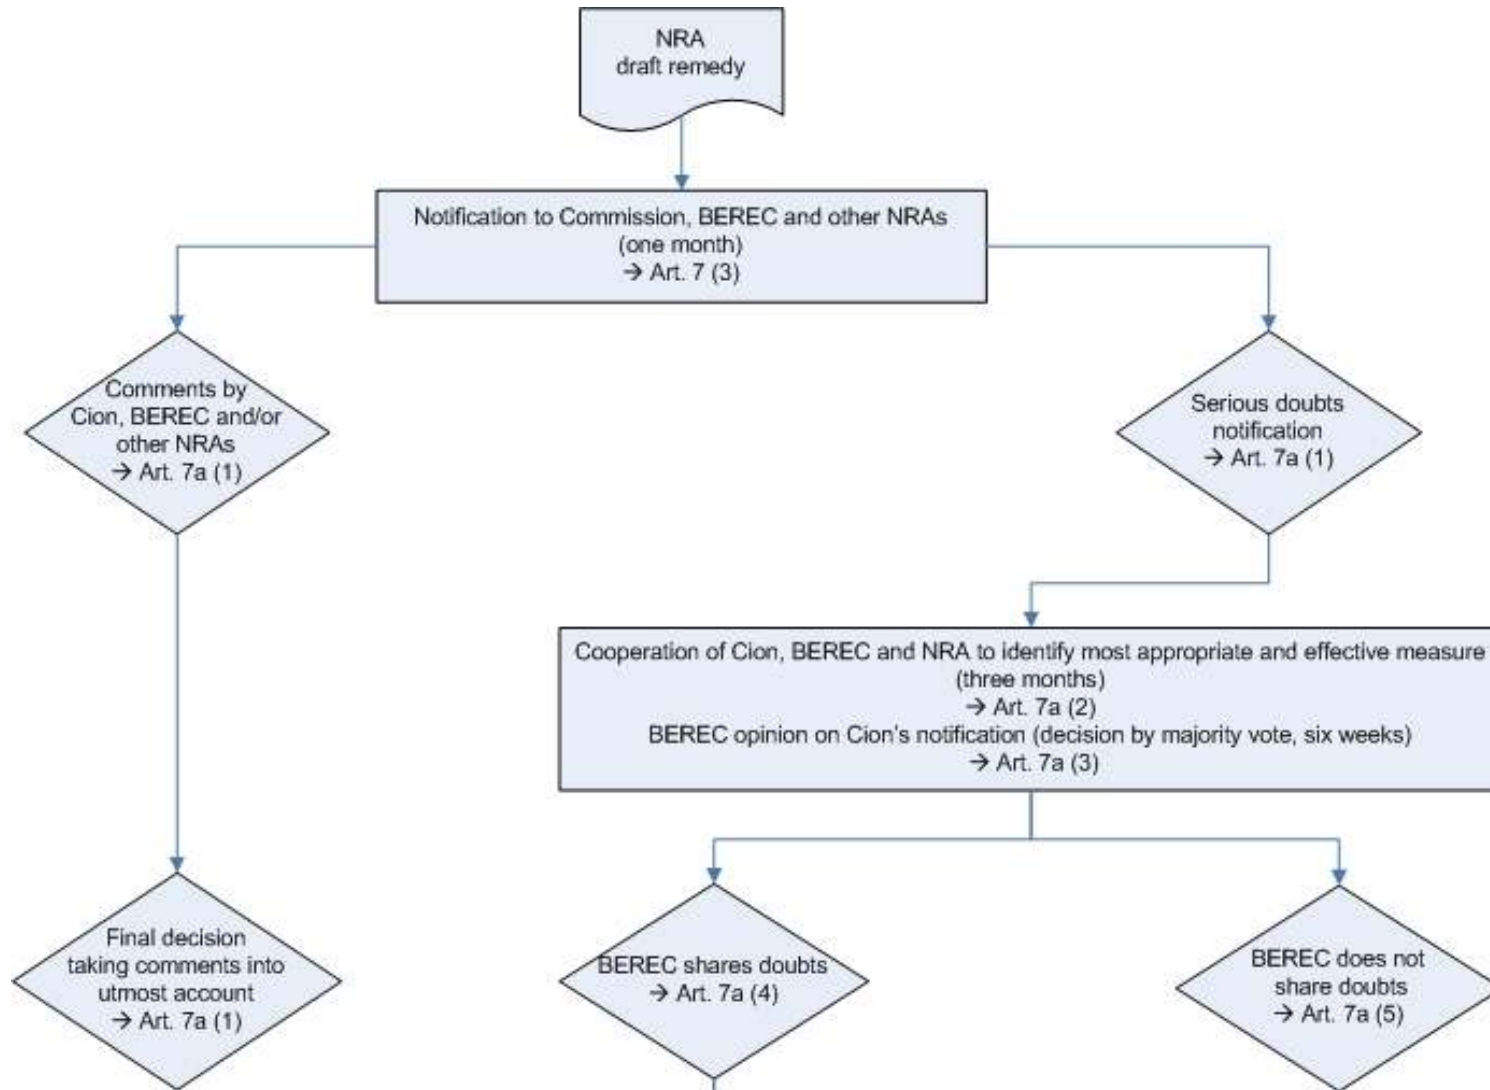 NRA
draft remedy
Notification to Commission, BEREC and other NRAs
(one month)
→ Art. 7 (3)
Comments by
Cion, BEREC and/or
other NRAs
→ Art. 7a (1)
Serious doubts
notification
→ Art. 7a (1)
Cooperation of Cion, BEREC and NRA to identify most appropriate and effective measure
(three months)
→ Art. 7a (2)
BEREC opinion on Cion's notification (decision by majority vote, six weeks)
→ Art. 7a (3)
Final decision
taking comments into
utmost account
→ Art. 7a (1)
BEREC shares doubts
→ Art. 7a (4)
BEREC does not
share doubts
→ Art. 7a (5)